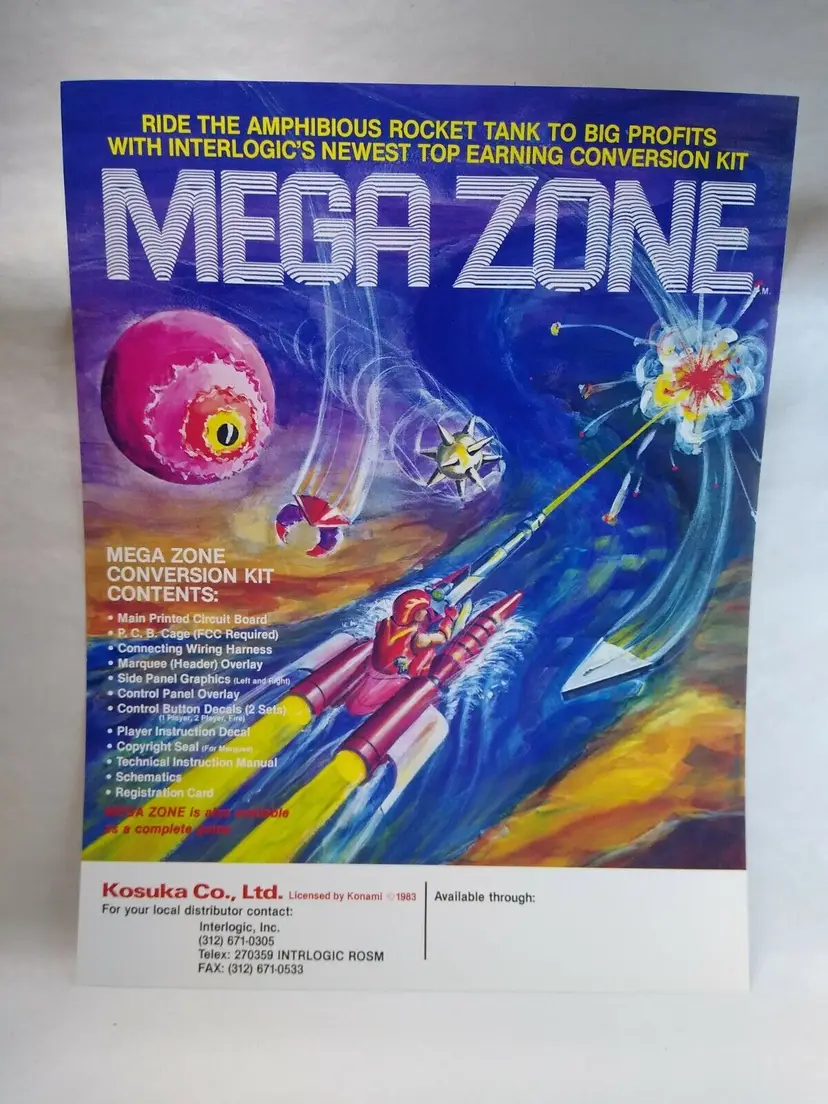 RIDE THE AMPHIBIOUS ROCKET TANK TO BIG PROFITS
WITH INTERLOGIC'S NEWEST TOP EARNING CONVERSION KIT
MEGA ZONE
MEGA ZONE
CONVERSION KIT
CONTENTS:
• Main Printed Circuit Board
• P. C. B. Cage (FCC Required)
• Connecting Wiring Harness
• Marquee (Header) Overlay
• Side Panel Graphics (Left and Right)
• Control Panel Overlay
• Control Button Decals (2 Sets)
(1 Player, 2 Player, Fire)
• Player Instruction Decal
• Copyright Seal (For Marquee)
• Technical Instruction Manual
• Schematics
• Registration Card
MEGA ZONE is also available
as a complete game
Kosuka Co., Ltd. Licensed by Konami © 1983
For your local distributor contact:
Interlogic, Inc.
(312) 671-0305
Telex: 270359 INTRLOGIC ROSM
FAX: (312) 671-0533
Available through: